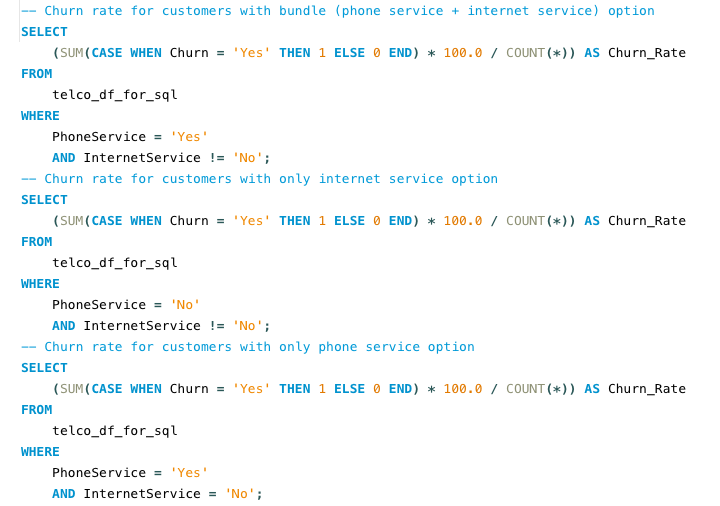 -- Churn rate for customers with bundle (phone service + internet service) option
SELECT
    (SUM(CASE WHEN Churn = 'Yes' THEN 1 ELSE 0 END) * 100.0 / COUNT(*)) AS Churn_Rate
FROM
    telco_df_for_sql
WHERE
    PhoneService = 'Yes'
    AND InternetService != 'No';
-- Churn rate for customers with only internet service option
SELECT
    (SUM(CASE WHEN Churn = 'Yes' THEN 1 ELSE 0 END) * 100.0 / COUNT(*)) AS Churn_Rate
FROM
    telco_df_for_sql
WHERE
    PhoneService = 'No'
    AND InternetService != 'No';
-- Churn rate for customers with only phone service option
SELECT
    (SUM(CASE WHEN Churn = 'Yes' THEN 1 ELSE 0 END) * 100.0 / COUNT(*)) AS Churn_Rate
FROM
    telco_df_for_sql
WHERE
    PhoneService = 'Yes'
    AND InternetService = 'No';